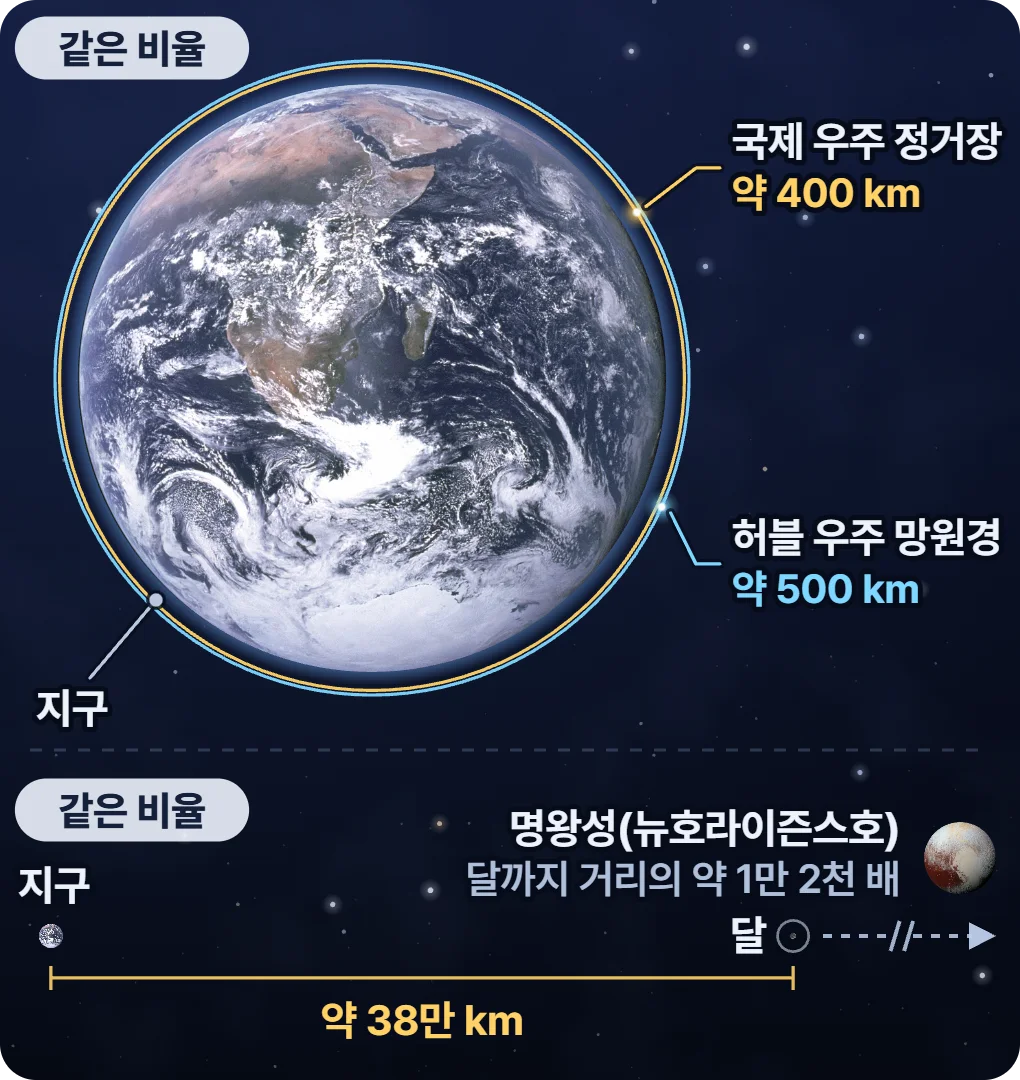 같은 비율
국제 우주 정거장
약 400 km
허블 우주 망원경
약 500 km
지구
같은 비율
명왕성(뉴호라이즌스호)
달까지 거리의 약 1만 2천 배
지구
달
약 38만 km